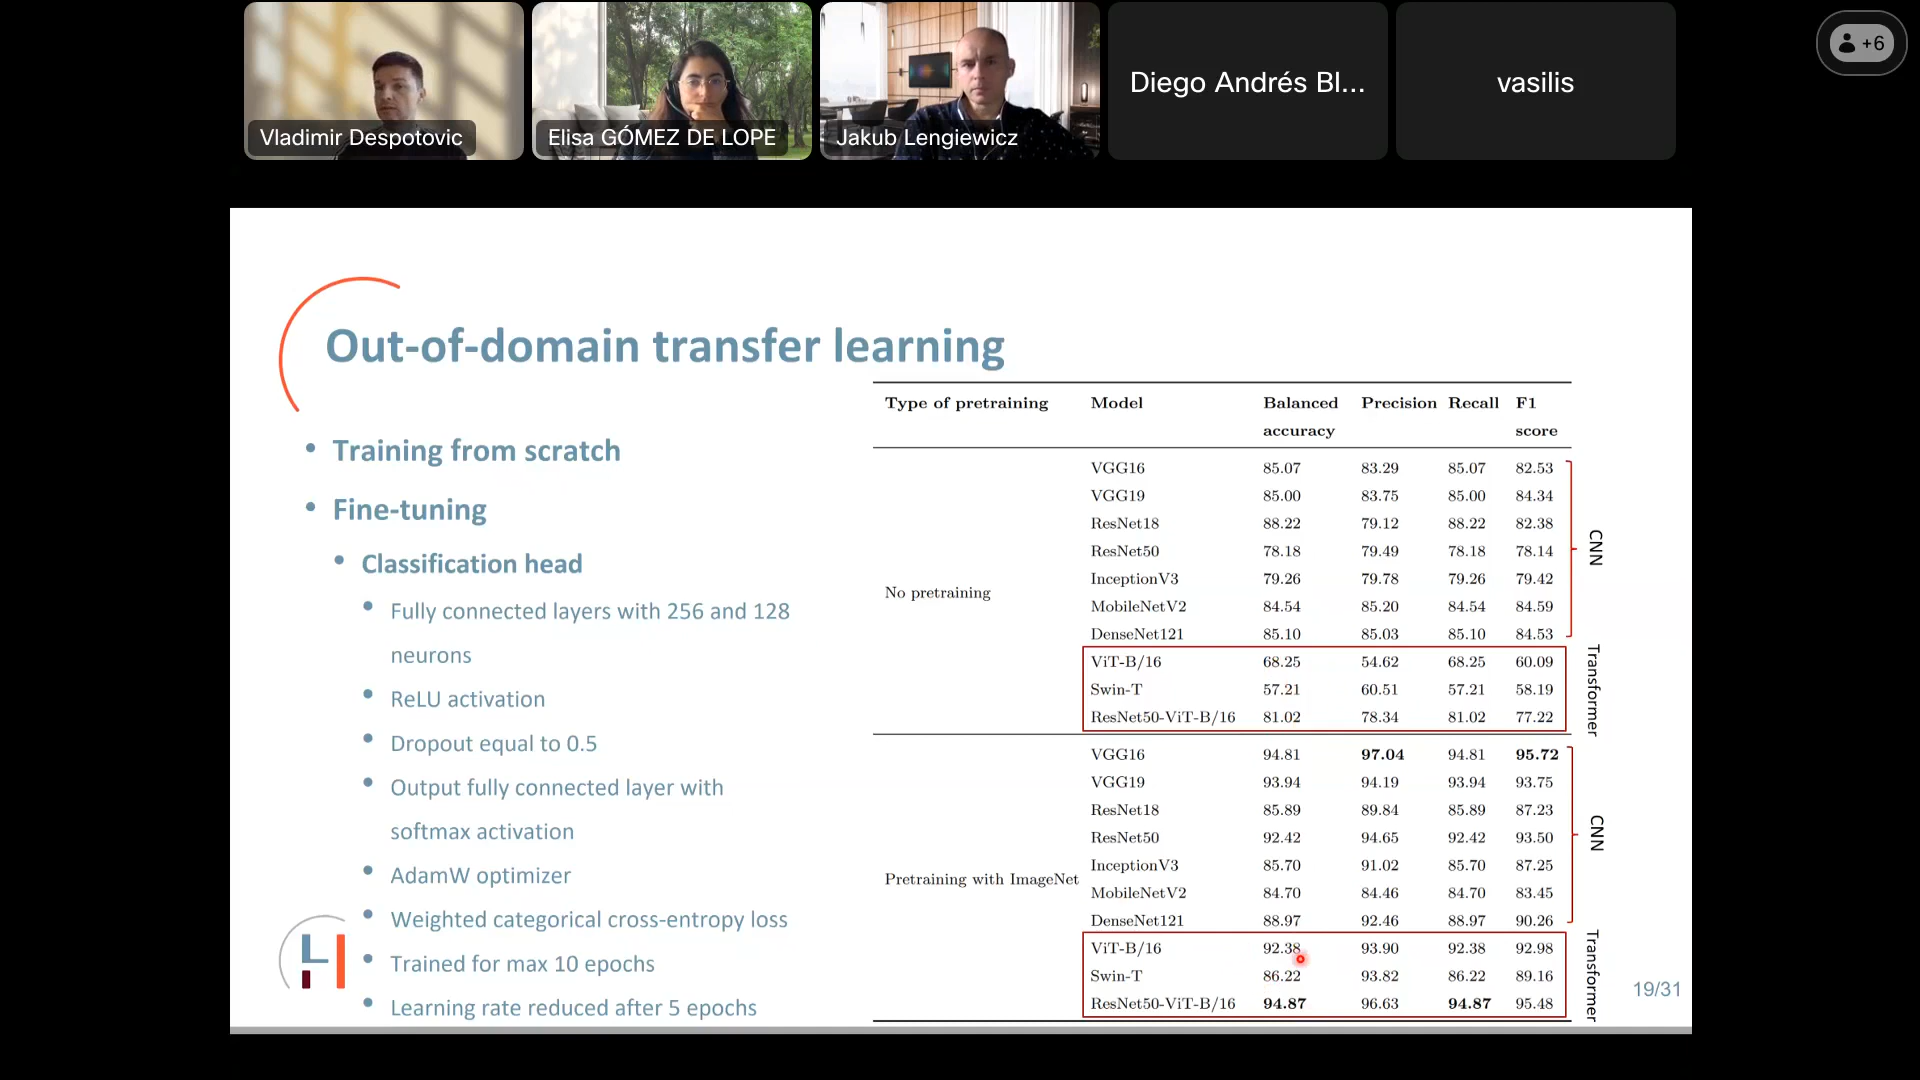 Vladimir Despotovic
Elisa GÓMEZ DE LOPE
Jakub Lengiewicz
Diego Andrés Bl...
vasilis
+6
Out-of-domain transfer learning
• Training from scratch
• Fine-tuning
• Classification head
• Fully connected layers with 256 and 128
neurons
• ReLU activation
• Dropout equal to 0.5
• Output fully connected layer with
softmax activation
• AdamW optimizer
• Weighted categorical cross-entropy loss
• Trained for max 10 epochs
• Learning rate reduced after 5 epochs
Type of pretraining Model Balanced Precision Recall F1
accuracy score
VGG16 85.07 83.29 85.07 82.53
VGG19 85.00 83.75 85.00 84.34
ResNet18 88.22 79.12 88.22 82.38
ResNet50 78.18 79.49 78.18 78.14
InceptionV3 79.26 79.78 79.26 79.42
No pretraining
MobileNetV2 84.54 85.20 84.54 84.59
DenseNet121 85.10 85.03 85.10 84.53
ViT-B/16 68.25 54.62 68.25 60.09
Swin-T 57.21 60.51 57.21 58.19
ResNet50-ViT-B/16 81.02 78.34 81.02 77.22
CNN
Transformer
VGG16 94.81 97.04 94.81 95.72
VGG19 93.94 94.19 93.94 93.75
ResNet18 85.89 89.84 85.89 87.23
ResNet50 92.42 94.65 92.42 93.50
InceptionV3 85.70 91.02 85.70 87.25
Pretraining with ImageNet
MobileNetV2 84.70 84.46 84.70 83.45
DenseNet121 88.97 92.46 88.97 90.26
ViT-B/16 92.38 93.90 92.38 92.98
Swin-T 86.22 93.82 86.22 89.16
ResNet50-ViT-B/16 94.87 96.63 94.87 95.48
CNN
Transformer
19/31